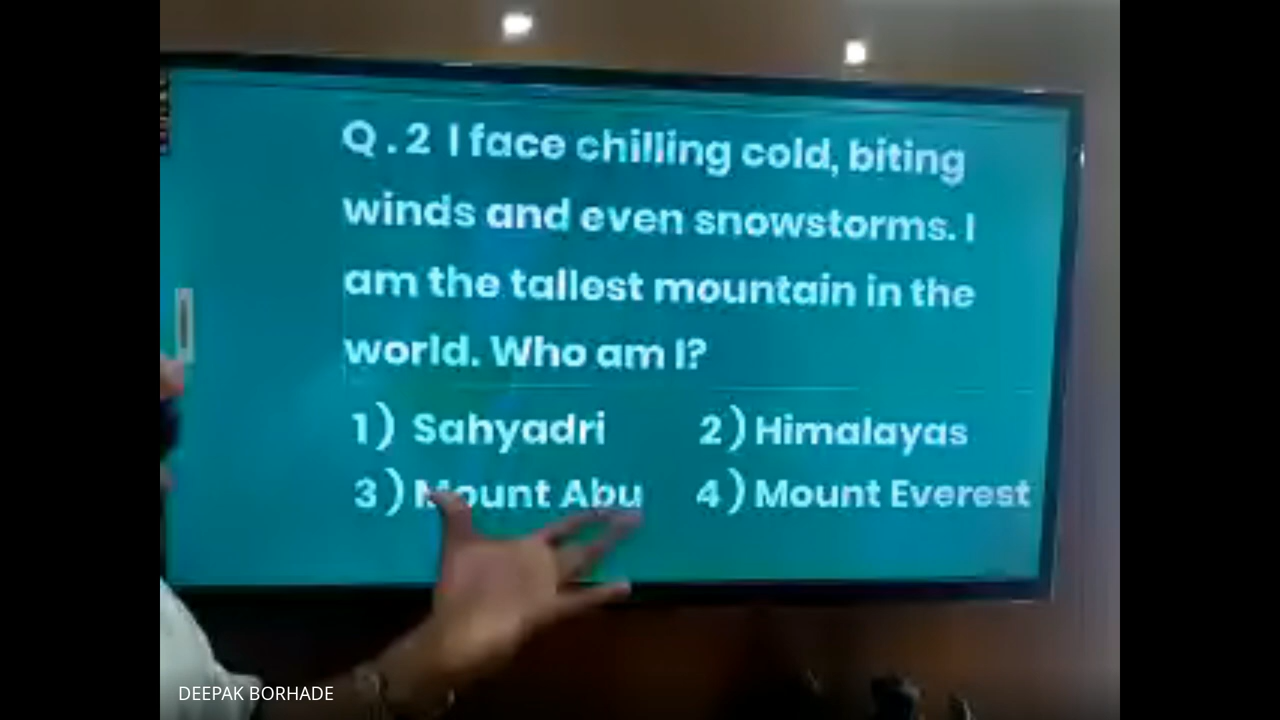 Q . 2 I face chilling cold, biting
winds and even snowstorms. I
am the tallest mountain in the
world. Who am I?
1) Sahyadri 2) Himalayas
3) Mount Abu 4) Mount Everest
DEEPAK BORHADE